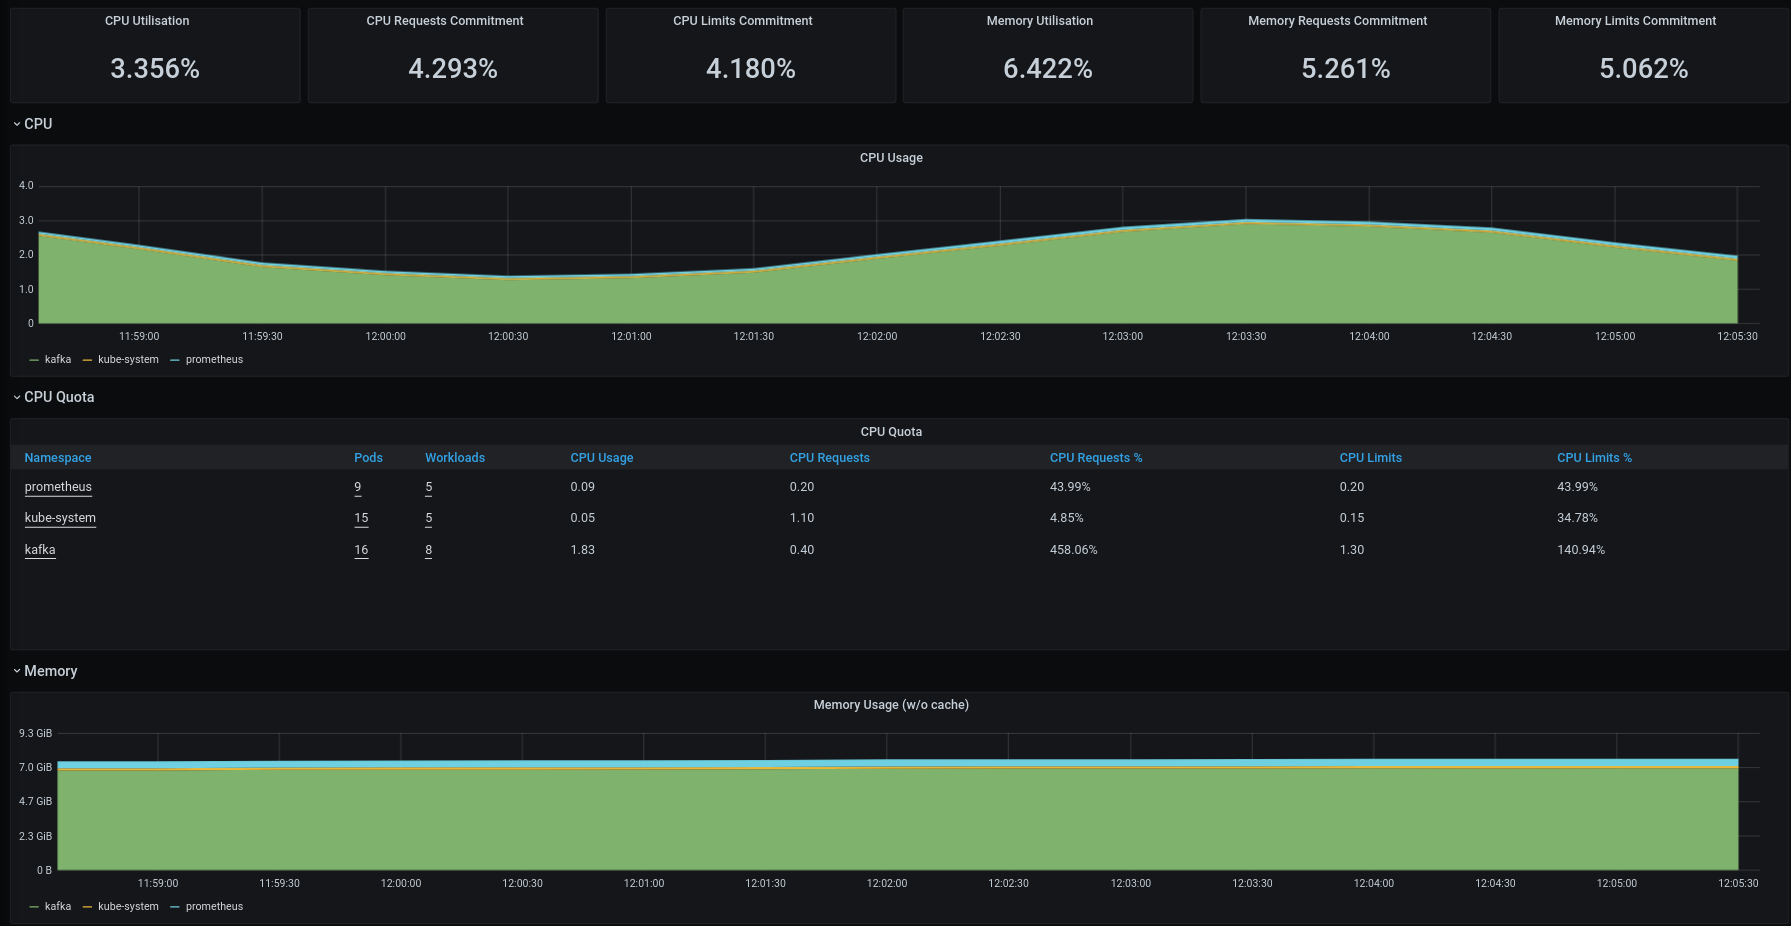 CPU Utilisation CPU Requests Commitment CPU Limits Commitment Memory Utilisation Memory Requests Commitment Memory Limits Commitment
3.356% 4.293% 4.180% 6.422% 5.261% 5.062%
CPU
CPU Usage
4.0
3.0
2.0
1.0
0
11:59:00 11:59:30 12:00:00 12:00:30 12:01:00 12:01:30 12:02:00 12:02:30 12:03:00 12:03:30 12:04:00 12:04:30 12:05:00 12:05:30
kafka kube-system prometheus
CPU Quota
CPU Quota
Namespace Pods Workloads CPU Usage CPU Requests CPU Requests % CPU Limits CPU Limits %
prometheus 9 5 0.09 0.20 43.99% 0.20 43.99%
kube-system 15 5 0.05 1.10 4.85% 0.15 34.78%
kafka 16 8 1.83 0.40 458.06% 1.30 140.94%
Memory
Memory Usage (w/o cache)
9.3 GiB
7.0 GiB
4.7 GiB
2.3 GiB
0 B
11:59:00 11:59:30 12:00:00 12:00:30 12:01:00 12:01:30 12:02:00 12:02:30 12:03:00 12:03:30 12:04:00 12:04:30 12:05:00 12:05:30
kafka kube-system prometheus